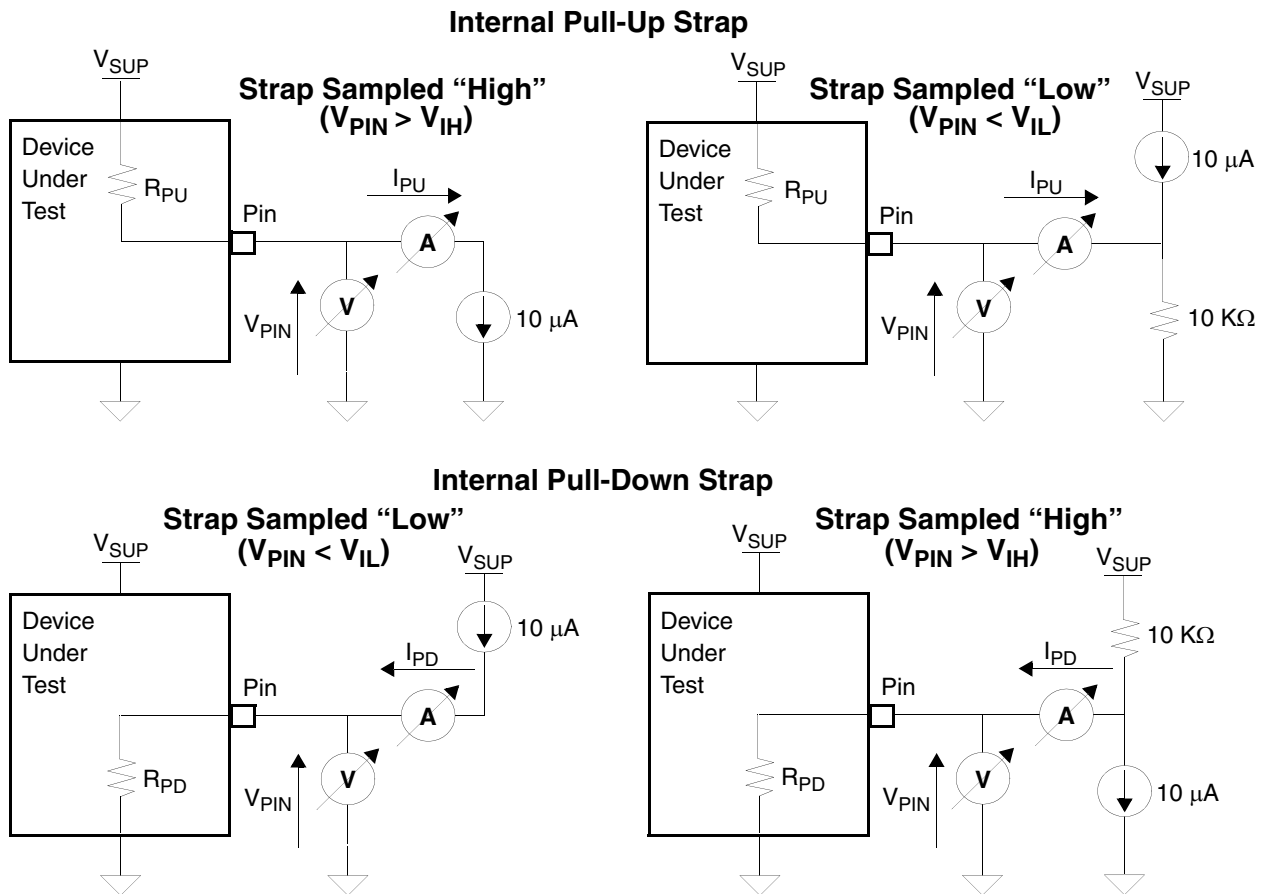 Internal Pull-Up Strap
VSUP
Strap Sampled “High”
(VPIN > VIH)
Device
Under
Test
RPU
Pin
IPU
A
V
VPIN
10 μA
Strap Sampled “Low”
(VPIN < VIL)
VSUP
VSUP
Device
Under
Test
RPU
Pin
IPU
A
V
VPIN
10 μA
10 KΩ
Internal Pull-Down Strap
Strap Sampled “Low”
(VPIN < VIL)
VSUP
VSUP
Device
Under
Test
RPD
Pin
IPD
A
V
VPIN
10 μA
Strap Sampled “High”
(VPIN > VIH)
VSUP
VSUP
Device
Under
Test
RPD
Pin
IPD
A
V
VPIN
10 KΩ
10 μA